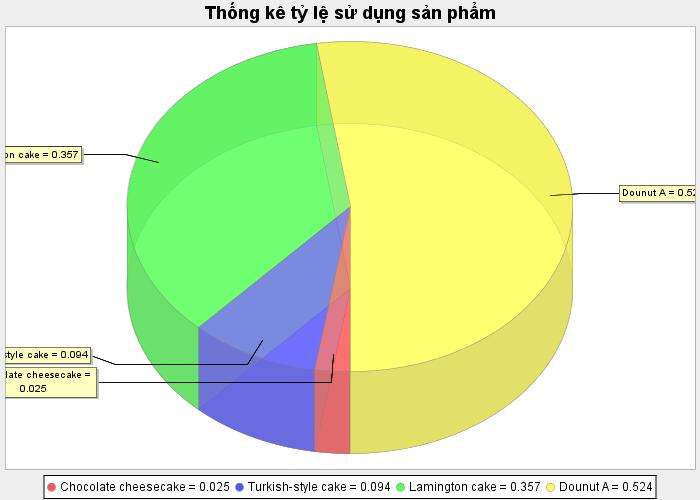 Thống kê tỷ lệ sử dụng sản phẩm
on cake = 0.357
Dounut A = 0.52
style cake = 0.094
late cheesecake =
0.025
Chocolate cheesecake = 0.025 Turkish-style cake = 0.094 Lamington cake = 0.357 Dounut A = 0.524